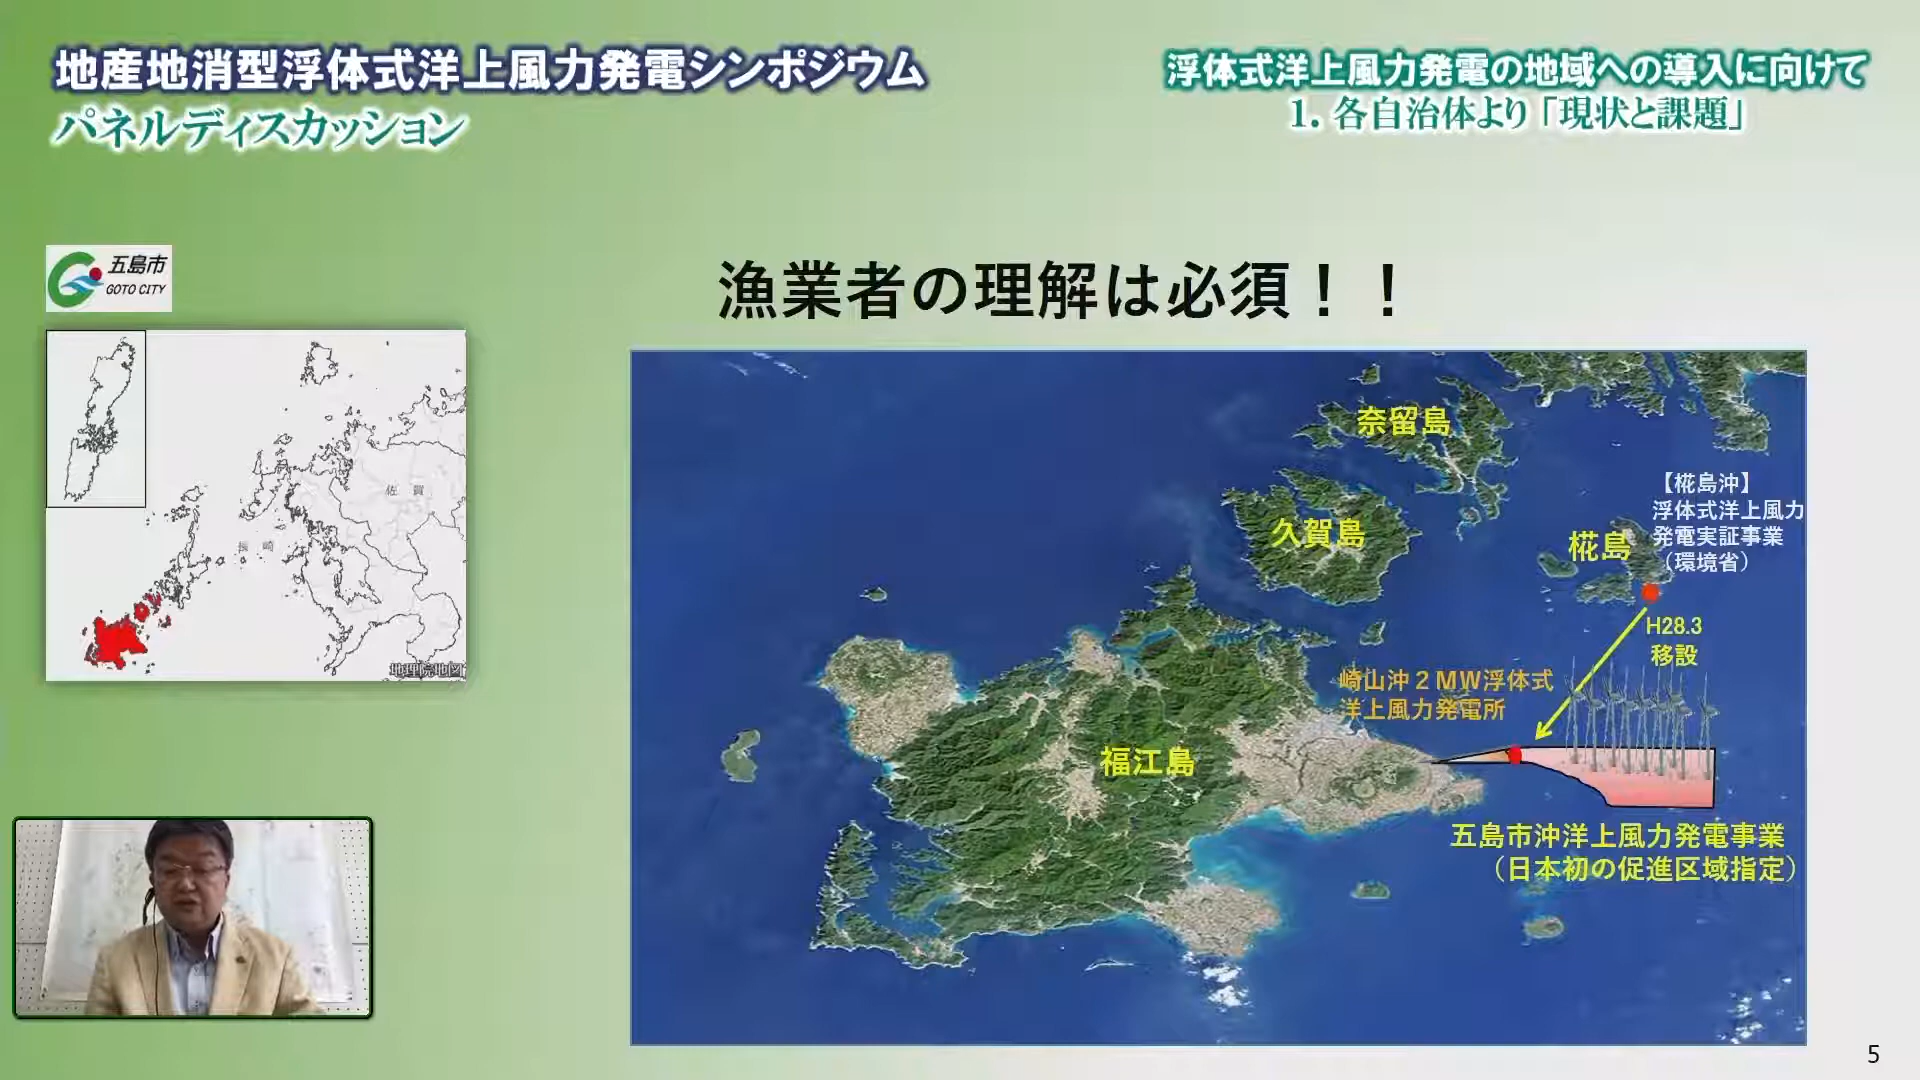 地産地消型浮体式洋上風力発電シンポジウム
パネルディスカッション
浮体式洋上風力発電の地域への導入に向けて
1. 各自治体より「現状と課題」
五島市
GOTO CITY
漁業者の理解は必須！！
佐 賀
長 崎
地理院地図
奈留島
久賀島
椛島
【椛島沖】
浮体式洋上風力
発電実証事業
（環境省）
H28.3
移設
崎山沖２MW浮体式
洋上風力発電所
福江島
五島市沖洋上風力発電事業
（日本初の促進区域指定）
5